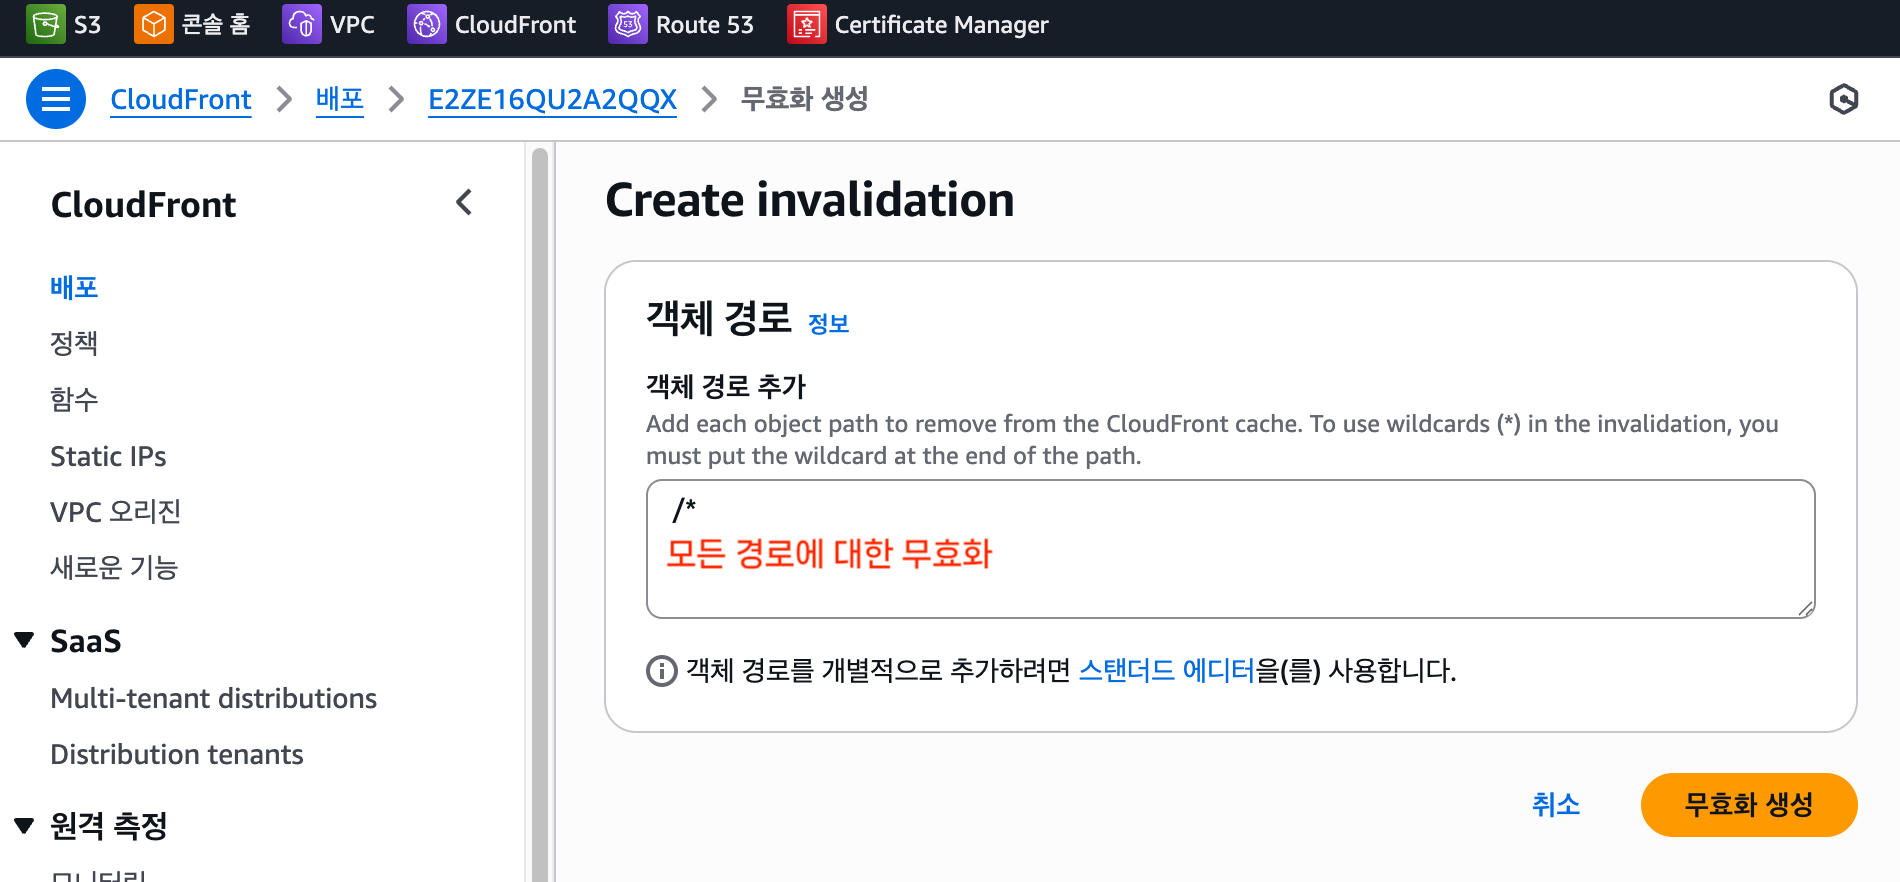 S3 콘솔 홈 VPC CloudFront Route 53 Certificate Manager
CloudFront 배포 E2ZE16QU2A2QQX 무효화 생성
CloudFront
배포
정책
함수
Static IPs
VPC 오리진
새로운 기능
SaaS
Multi-tenant distributions
Distribution tenants
원격 측정
모니터링
Create invalidation
객체 경로 정보
객체 경로 추가
Add each object path to remove from the CloudFront cache. To use wildcards (*) in the invalidation, you
must put the wildcard at the end of the path.
/*
모든 경로에 대한 무효화
객체 경로를 개별적으로 추가하려면 스탠더드 에디터을(를) 사용합니다.
취소 무효화 생성